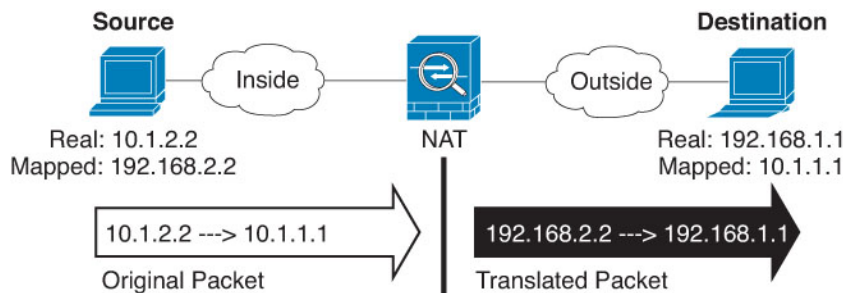 Source
Destination
Inside
Outside
Real: 10.1.2.2
Mapped: 192.168.2.2
NAT
Real: 192.168.1.1
Mapped: 10.1.1.1
10.1.2.2 ---> 10.1.1.1
192.168.2.2 ---> 192.168.1.1
Original Packet
Translated Packet